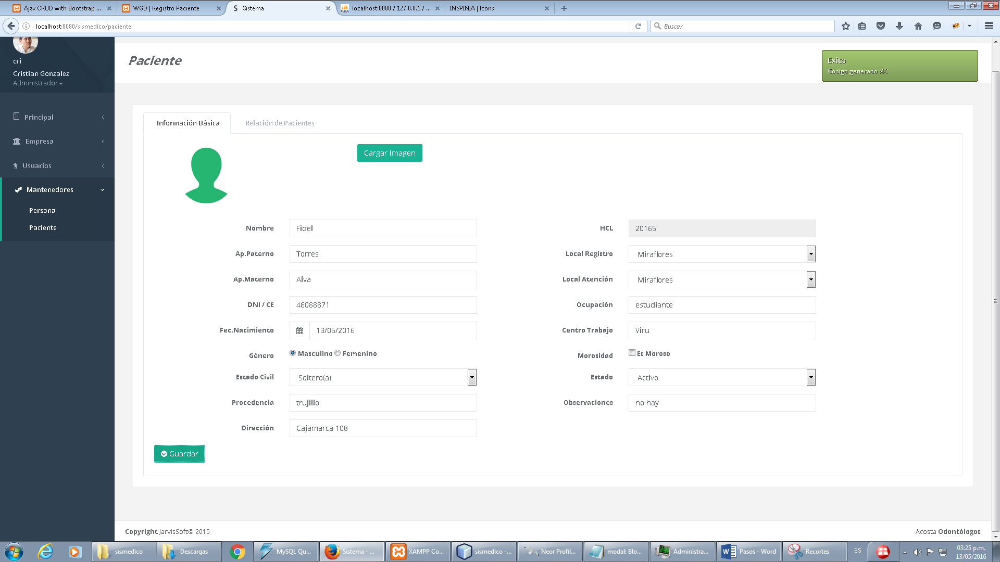 Ajax CRUD with Bootstrap ...
WGD | Registro Paciente
Sistema
localhost:8080 / 127.0.0.1 / ...
INSPINIA | Icons
localhost:8080/sismedico/paciente
Buscar
cri
Cristian Gonzalez
Administrador
Principal
Empresa
Usuarios
Mantenedores
Persona
Paciente
Paciente
Exito
Codigo generado :40
Información Básica
Relación de Pacientes
Cargar Imagen
Nombre Fidel
HCL 20165
Ap.Paterno Torres
Local Registro Miraflores
Ap.Materno Alva
Local Atención Miraflores
DNI / CE 46088871
Ocupación estudiante
Fec.Nacimiento 13/05/2016
Centro Trabajo Viru
Género Masculino Femenino
Morosidad Es Moroso
Estado Civil Soltero(a)
Estado Activo
Procedencia trujillo
Observaciones no hay
Dirección Cajamarca 108
Guardar
Copyright JarvisSoft© 2015
Acosta Odontólogos
sismedico
Descargas
MySQL Qu...
Sistema - ...
XAMPP Co...
sismedico -...
Neor Profil...
modal: Blo...
Administra...
Pasos - Word
Recortes
ES
03:25 p.m.
13/05/2016